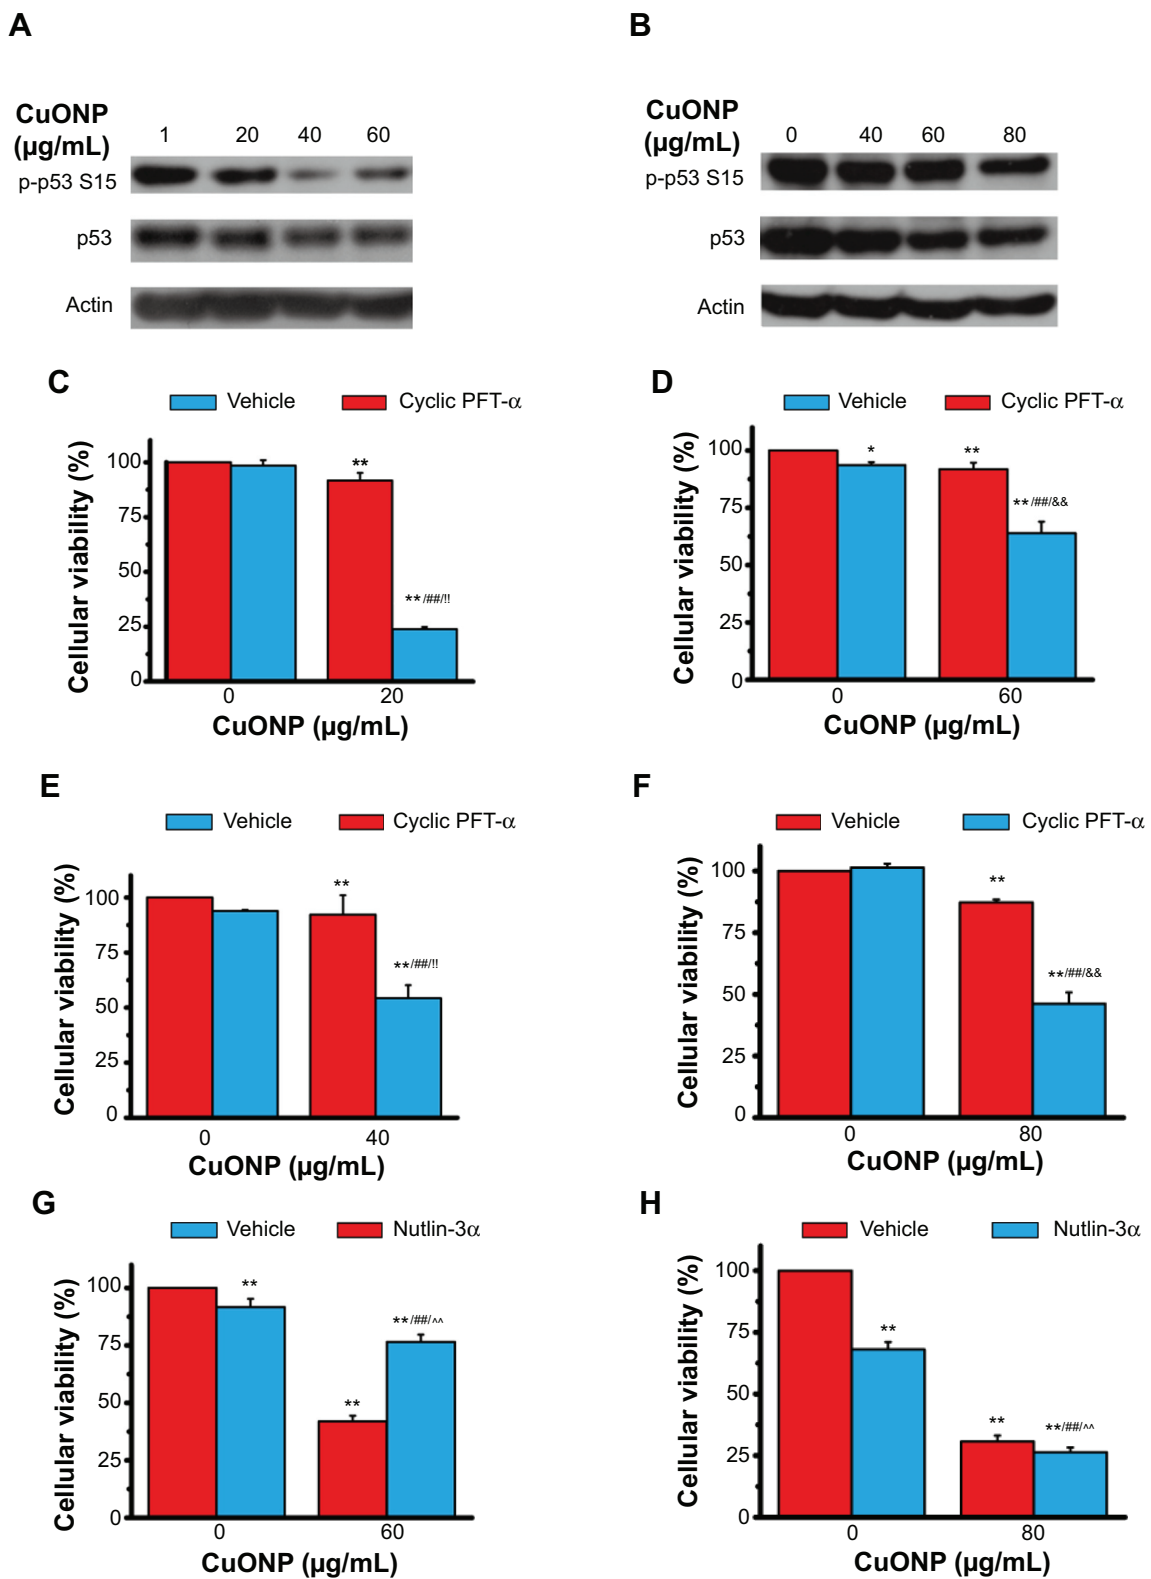 A
CuONP
(µg/mL)
1 20 40 60
p-p53 S15
p53
Actin
B
CuONP
(µg/mL)
0 40 60 80
p-p53 S15
p53
Actin
C
Vehicle Cyclic PFT-α
Cellular viability (%)
100
75
50
25
0
**
**/##/!!
0 20
CuONP (µg/mL)
D
Vehicle Cyclic PFT-α
Cellular viability (%)
100
75
50
25
0
*
**
**/##/&&
0 60
CuONP (µg/mL)
E
Vehicle Cyclic PFT-α
Cellular viability (%)
100
75
50
25
0
**
**/##/!!
0 40
CuONP (µg/mL)
F
Vehicle Cyclic PFT-α
Cellular viability (%)
100
75
50
25
0
**
**/##/&&
0 80
CuONP (µg/mL)
G
Vehicle Nutlin-3α
Cellular viability (%)
100
75
50
25
0
**
**
**/##/^^
0 60
CuONP (µg/mL)
H
Vehicle Nutlin-3α
Cellular viability (%)
100
75
50
25
0
**
**
**/##/^^
0 80
CuONP (µg/mL)